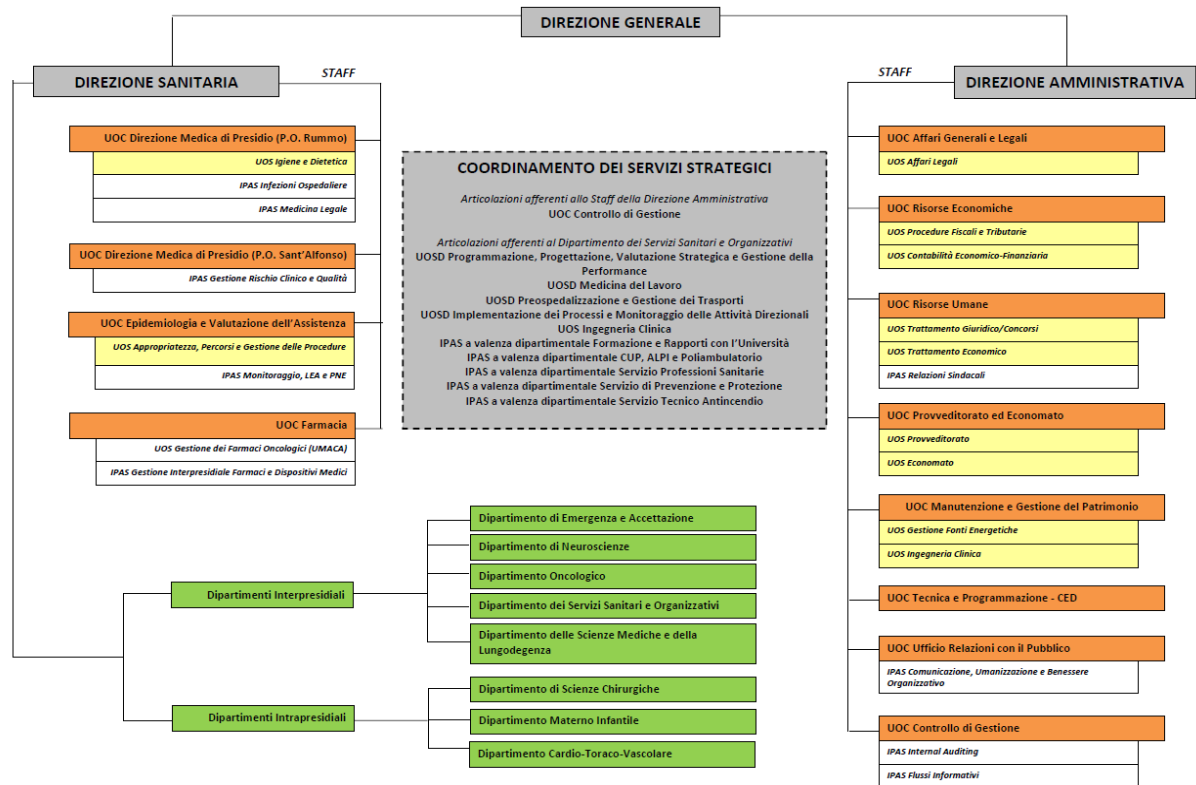 DIREZIONE GENERALE
DIREZIONE SANITARIA
STAFF
UOC Direzione Medica di Presidio (P.O. Rummo)
UOS Igiene e Dietetica
IPAS Infezioni Ospedaliere
IPAS Medicina Legale
UOC Direzione Medica di Presidio (P.O. Sant'Alfonso)
IPAS Gestione Rischio Clinico e Qualità
UOC Epidemiologia e Valutazione dell'Assistenza
UOS Appropriatezza, Percorsi e Gestione delle Procedure
IPAS Monitoraggio, LEA e PNE
UOC Farmacia
UOS Gestione dei Farmaci Oncologici (UMACA)
IPAS Gestione Interpresidiale Farmaci e Dispositivi Medici
COORDINAMENTO DEI SERVIZI STRATEGICI
Articolazioni afferenti allo Staff della Direzione Amministrativa
UOC Controllo di Gestione
Articolazioni afferenti al Dipartimento dei Servizi Sanitari e Organizzativi
UOSD Programmazione, Progettazione, Valutazione Strategica e Gestione della
Performance
UOSD Medicina del Lavoro
UOSD Preospedalizzazione e Gestione dei Trasporti
UOSD Implementazione dei Processi e Monitoraggio delle Attività Direzionali
UOS Ingegneria Clinica
IPAS a valenza dipartimentale Formazione e Rapporti con l'Università
IPAS a valenza dipartimentale CUP, ALPI e Poliambulatorio
IPAS a valenza dipartimentale Servizio Professioni Sanitarie
IPAS a valenza dipartimentale Servizio di Prevenzione e Protezione
IPAS a valenza dipartimentale Servizio Tecnico Antincendio
STAFF
DIREZIONE AMMINISTRATIVA
UOC Affari Generali e Legali
UOS Affari Legali
UOC Risorse Economiche
UOS Procedure Fiscali e Tributarie
UOS Contabilità Economico-Finanziaria
UOC Risorse Umane
UOS Trattamento Giuridico/Concorsi
UOS Trattamento Economico
IPAS Relazioni Sindacali
UOC Provveditorato ed Economato
UOS Provveditorato
UOS Economato
UOC Manutenzione e Gestione del Patrimonio
UOS Gestione Fonti Energetiche
UOS Ingegneria Clinica
UOC Tecnica e Programmazione - CED
UOC Ufficio Relazioni con il Pubblico
IPAS Comunicazione, Umanizzazione e Benessere
Organizzativo
UOC Controllo di Gestione
IPAS Internal Auditing
IPAS Flussi Informativi
Dipartimenti Interpresidiali
Dipartimento di Emergenza e Accettazione
Dipartimento di Neuroscienze
Dipartimento Oncologico
Dipartimento dei Servizi Sanitari e Organizzativi
Dipartimento delle Scienze Mediche e della
Lungodegenza
Dipartimenti Intrapresidiali
Dipartimento di Scienze Chirurgiche
Dipartimento Materno Infantile
Dipartimento Cardio-Toraco-Vascolare